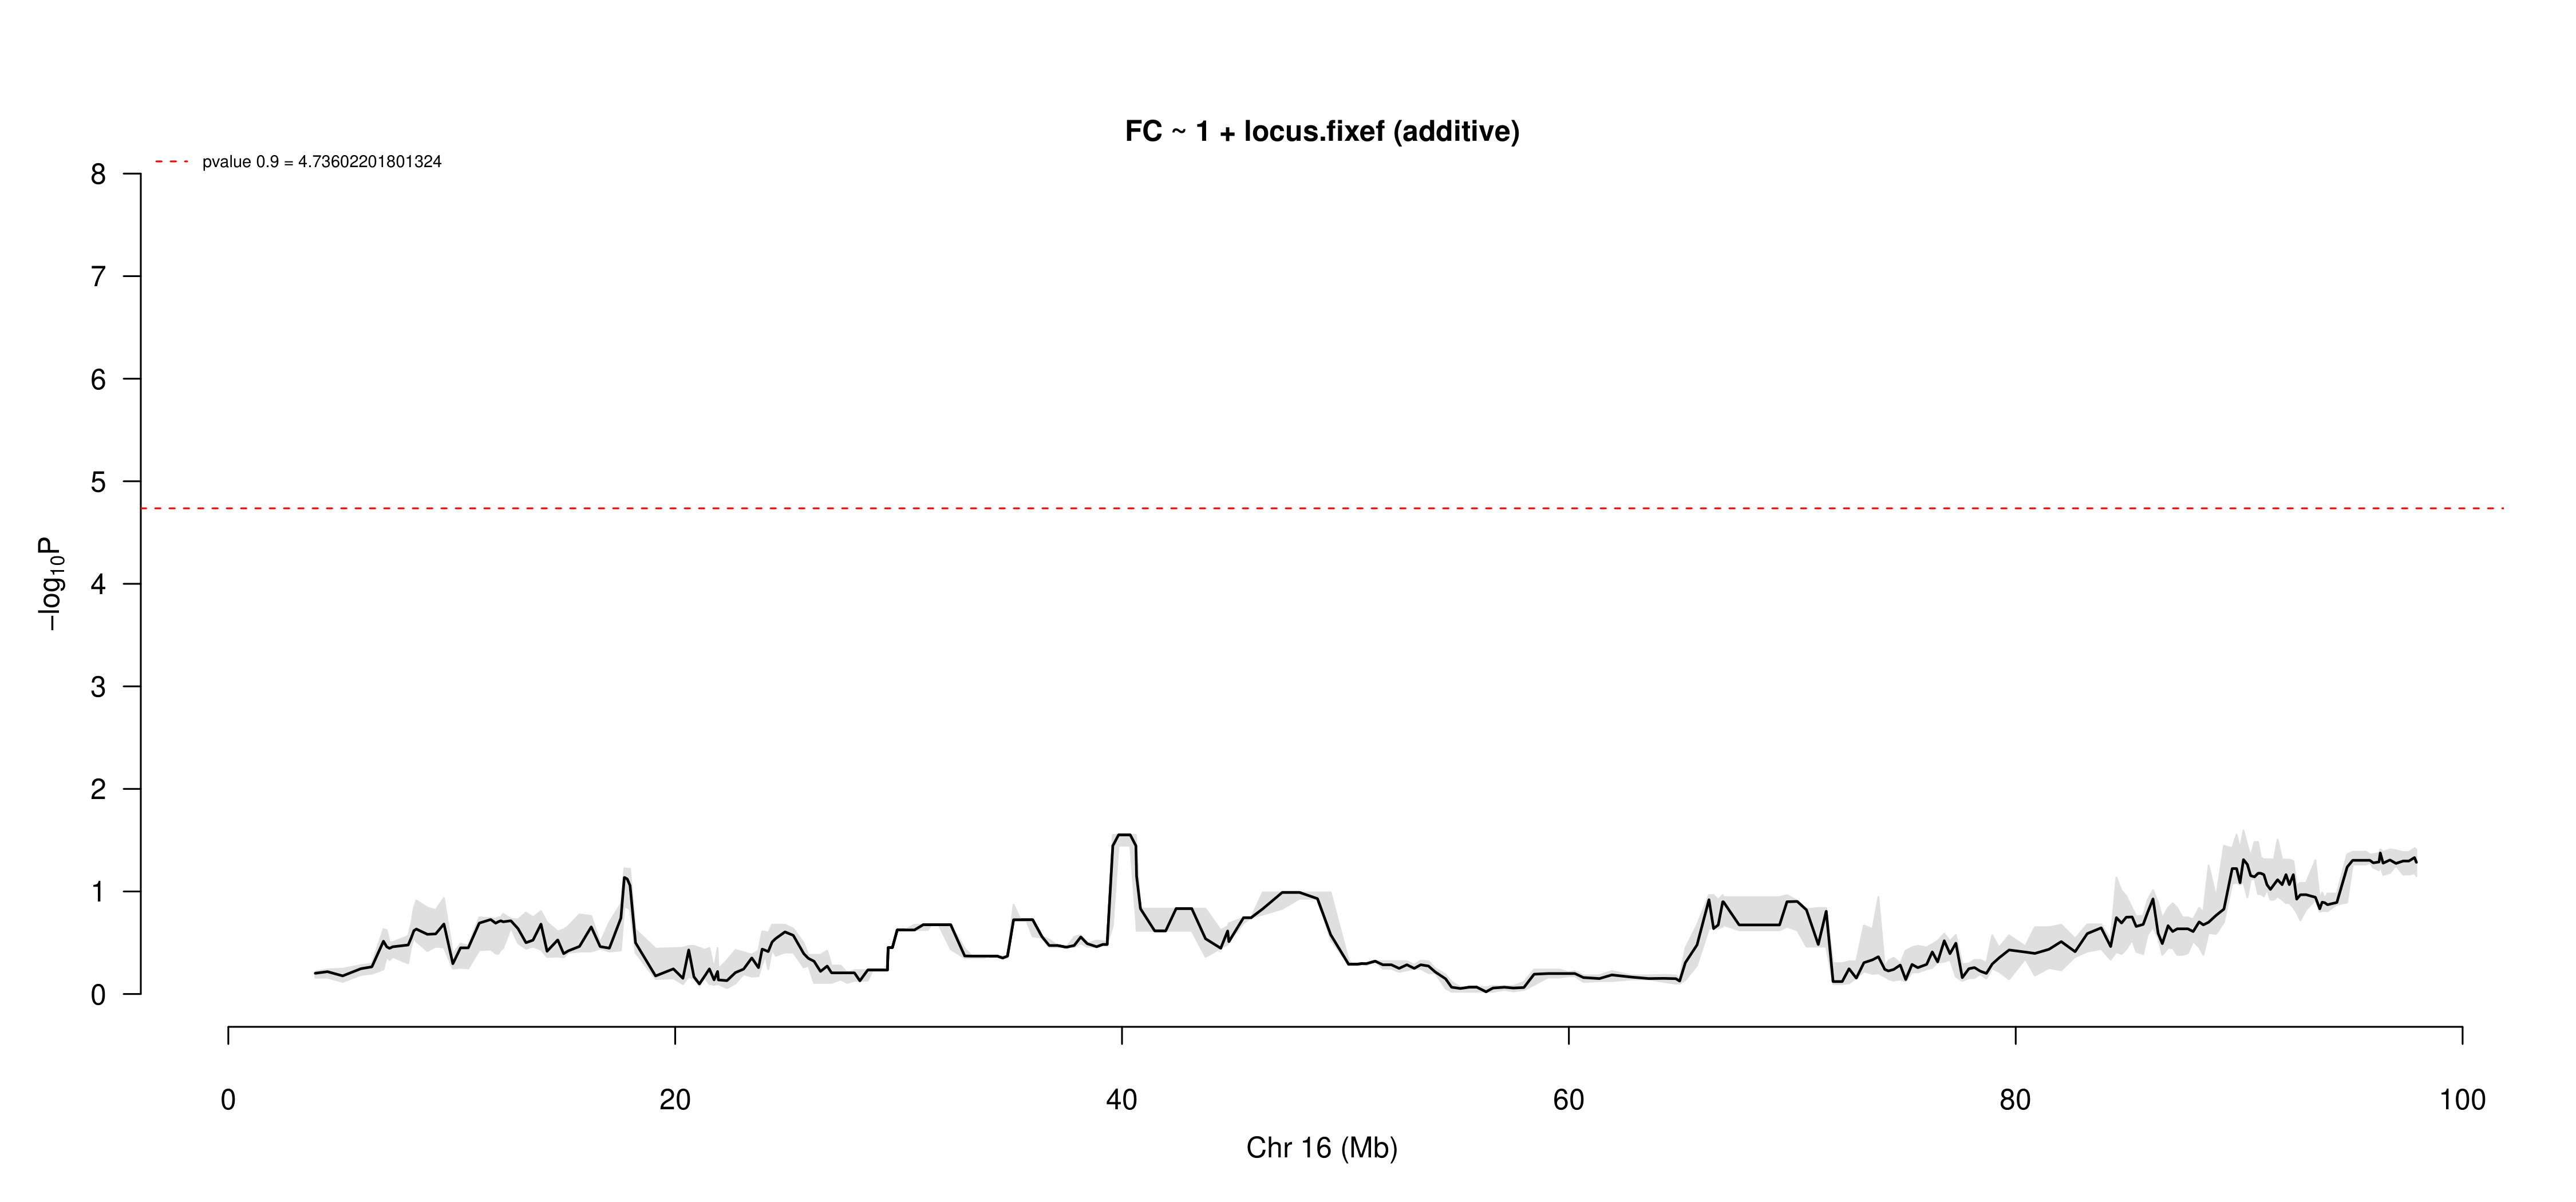 FC ~ 1 + locus.fixef (additive)
pvalue 0.9 = 4.73602201801324
8
7
6
5
4
3
2
1
0
−log10P
0 20 40 60 80 100
Chr 16 (Mb)